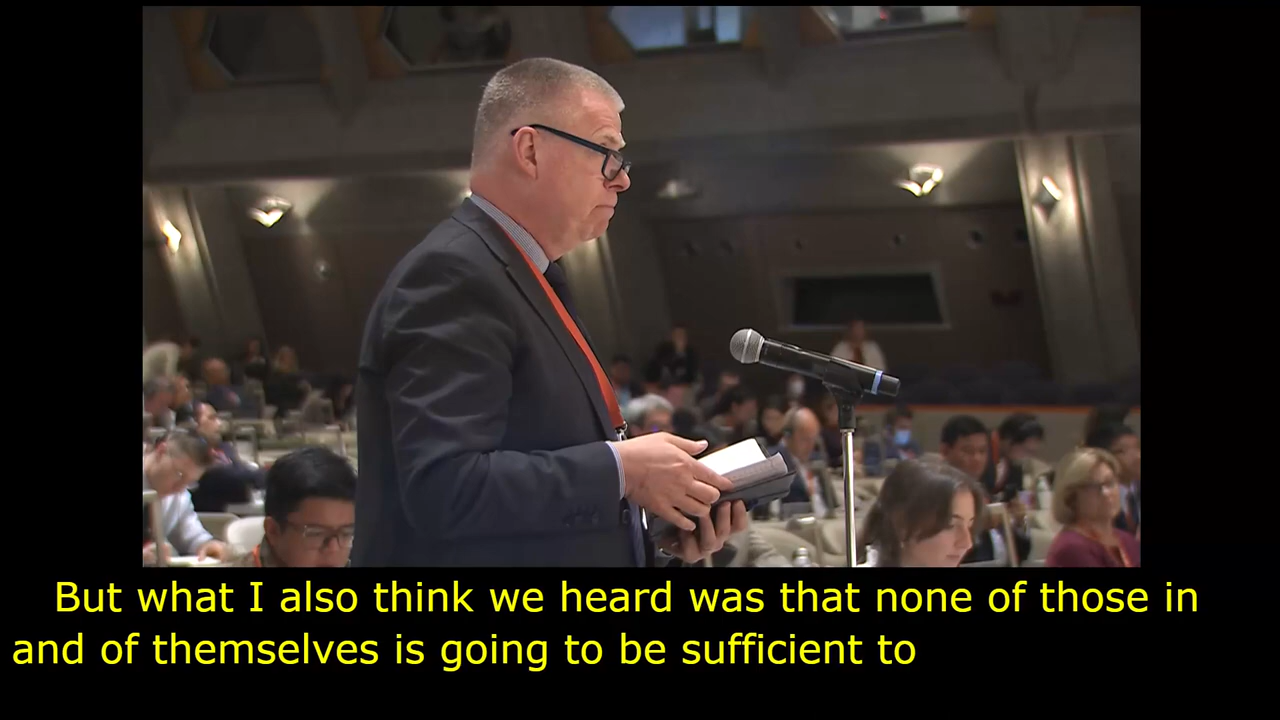 But what I also think we heard was that none of those in
and of themselves is going to be sufficient to